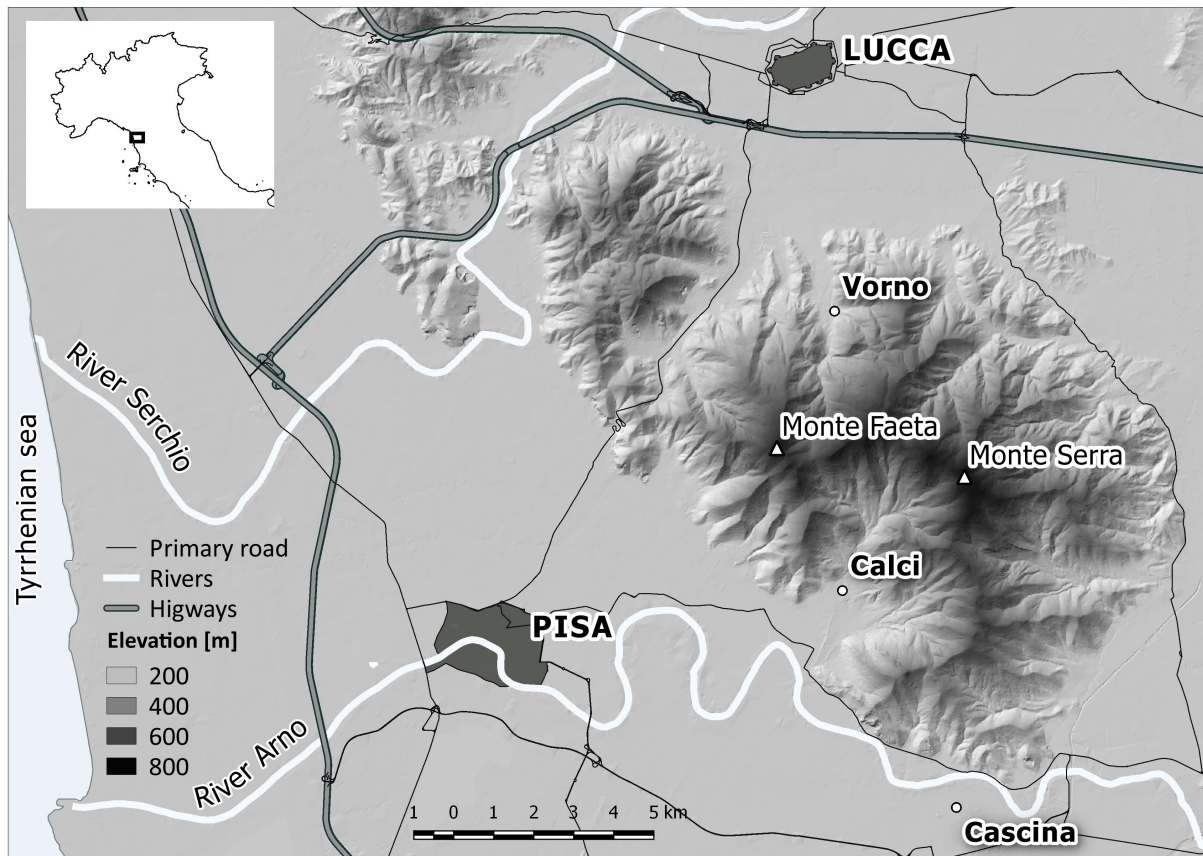 LUCCA
Vorno
River Serchio
Monte Faeta
Monte Serra
Tyrrhenian sea
Primary road
Rivers
Higways
Elevation [m]
200
400
600
800
Calci
PISA
River Arno
1 0 1 2 3 4 5 km
Cascina